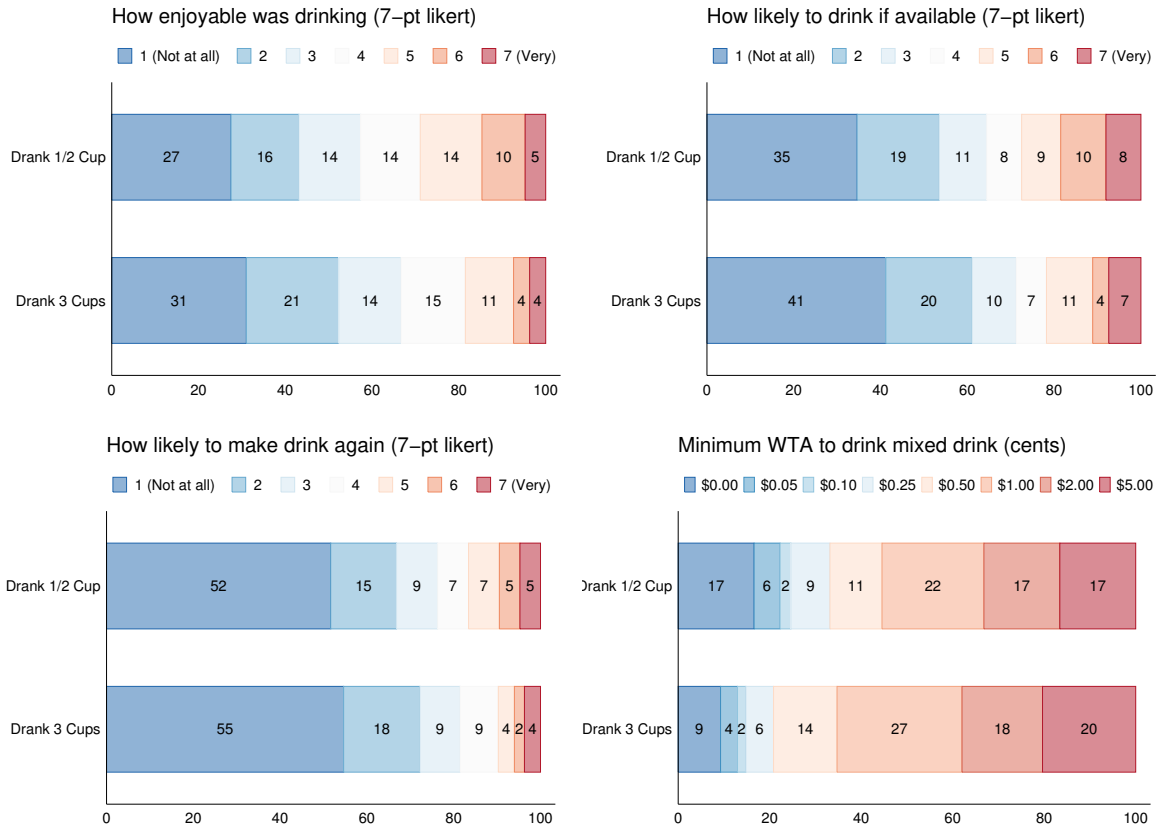 How enjoyable was drinking (7−pt likert)
1 (Not at all) 2 3 4 5 6 7 (Very)
Drank 1/2 Cup 27 16 14 14 14 10 5
Drank 3 Cups 31 21 14 15 11 4 4
0 20 40 60 80 100
How likely to drink if available (7−pt likert)
1 (Not at all) 2 3 4 5 6 7 (Very)
Drank 1/2 Cup 35 19 11 8 9 10 8
Drank 3 Cups 41 20 10 7 11 4 7
0 20 40 60 80 100
How likely to make drink again (7−pt likert)
1 (Not at all) 2 3 4 5 6 7 (Very)
Drank 1/2 Cup 52 15 9 7 7 5 5
Drank 3 Cups 55 18 9 9 4 2 4
0 20 40 60 80 100
Minimum WTA to drink mixed drink (cents)
$0.00 $0.05 $0.10 $0.25 $0.50 $1.00 $2.00 $5.00
Drank 1/2 Cup 17 6 2 9 11 22 17 17
Drank 3 Cups 9 4 2 6 14 27 18 20
0 20 40 60 80 100